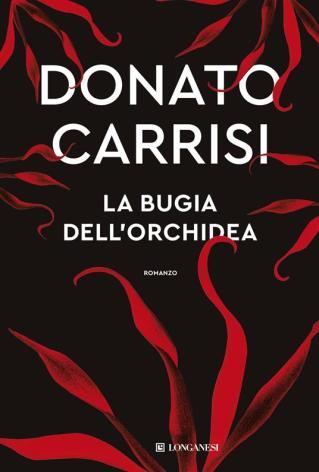 DONATO
CARRISI
LA BUGIA
DELL'ORCHIDEA
ROMANZO
LONGANESI